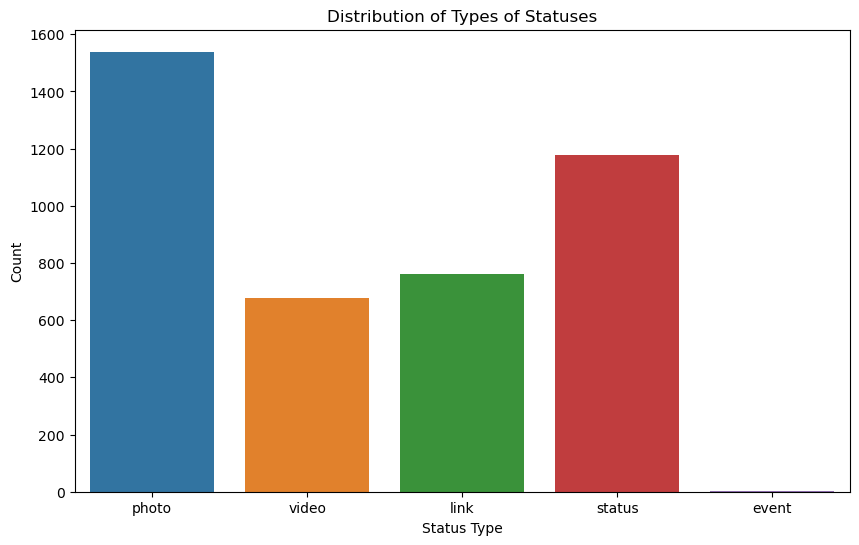 Distribution of Types of Statuses
1600
1400
1200
1000
800
600
400
200
0
Count
photo video link status event
Status Type